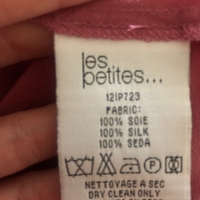 les
petites...
121P723
FABRIC:
100% SOIE
100% SILK
100% SEDA
P
NETTOYAGE A SEC
DRY CLEAN ONLY